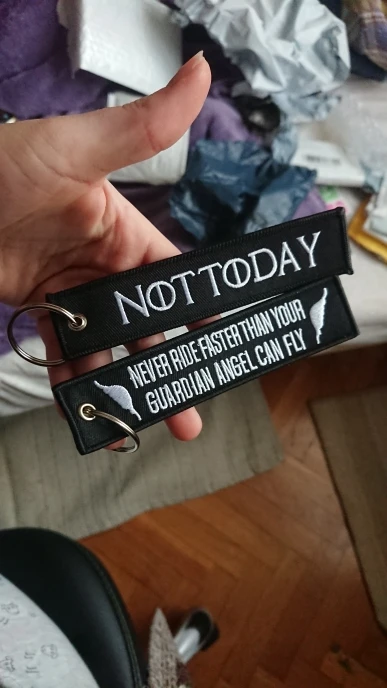 NOT TODAY
NEVER RIDE FASTER THAN YOUR
GUARDIAN ANGEL CAN FLY